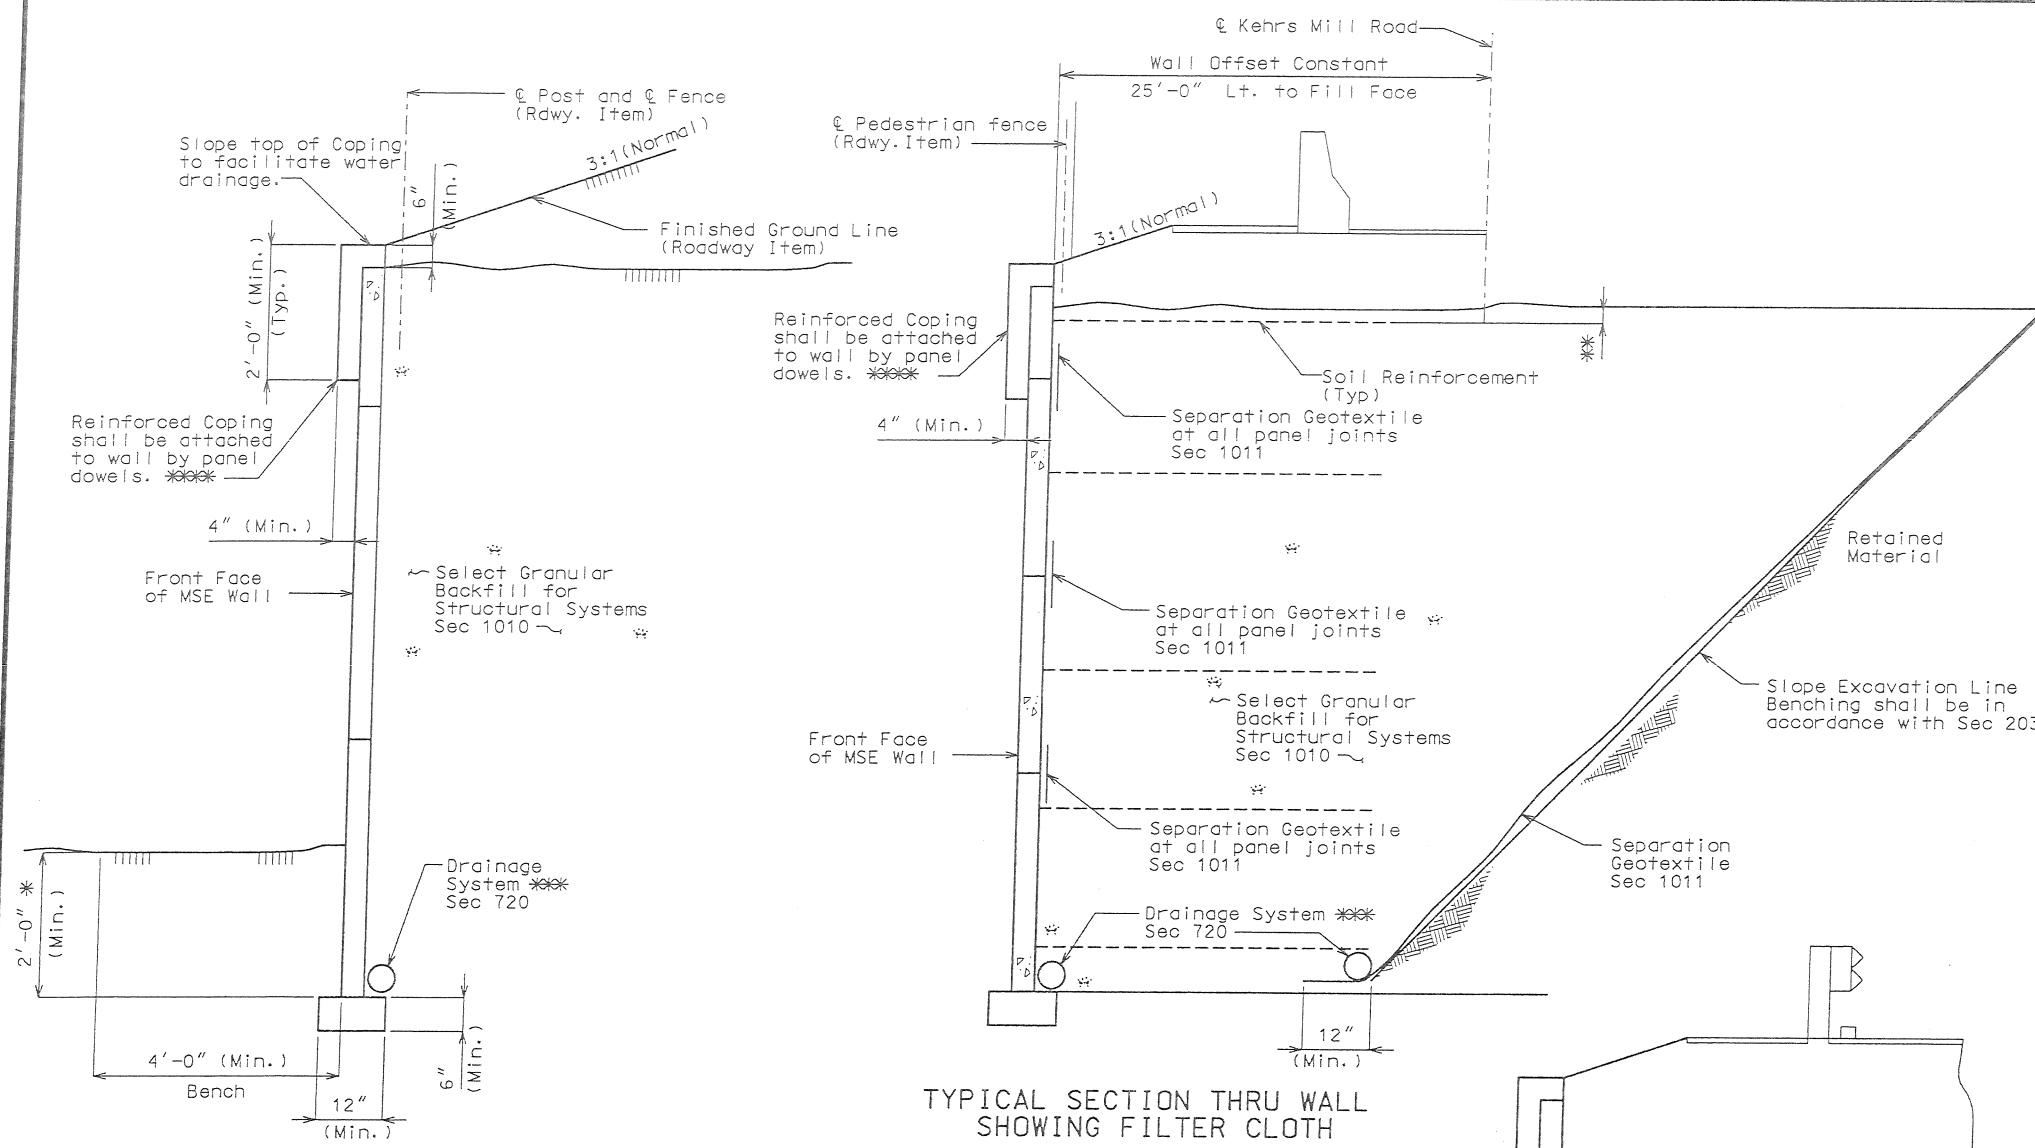 ℄ Post and ℄ Fence
(Rdwy. Item)
Slope top of Coping
to facilitate water
drainage.
3:1(Normal)
6"
(Min.)
Finished Ground Line
(Roadway Item)
2'-0" (Min.)
(Typ.)
Reinforced Coping
shall be attached
to wall by panel
dowels. ****
4" (Min.)
Front Face
of MSE Wall
Select Granular
Backfill for
Structural Systems
Sec 1010
2'-0" *
(Min.)
Drainage
System ***
Sec 720
4'-0" (Min.)
Bench
12"
(Min.)
6"
(Min.)
℄ Kehrs Mill Road
Wall Offset Constant
25'-0" Lt. to Fill Face
℄ Pedestrian fence
(Rdwy.Item)
3:1(Normal)
Reinforced Coping
shall be attached
to wall by panel
dowels. ****
**
Soil Reinforcement
(Typ)
4" (Min.)
Separation Geotextile
at all panel joints
Sec 1011
Retained
Material
Separation Geotextile
at all panel joints
Sec 1011
Slope Excavation Line
Benching shall be in
accordance with Sec 203
Select Granular
Backfill for
Structural Systems
Sec 1010
Front Face
of MSE Wall
Separation Geotextile
at all panel joints
Sec 1011
Separation
Geotextile
Sec 1011
Drainage System ***
Sec 720
12"
(Min.)
TYPICAL SECTION THRU WALL
SHOWING FILTER CLOTH